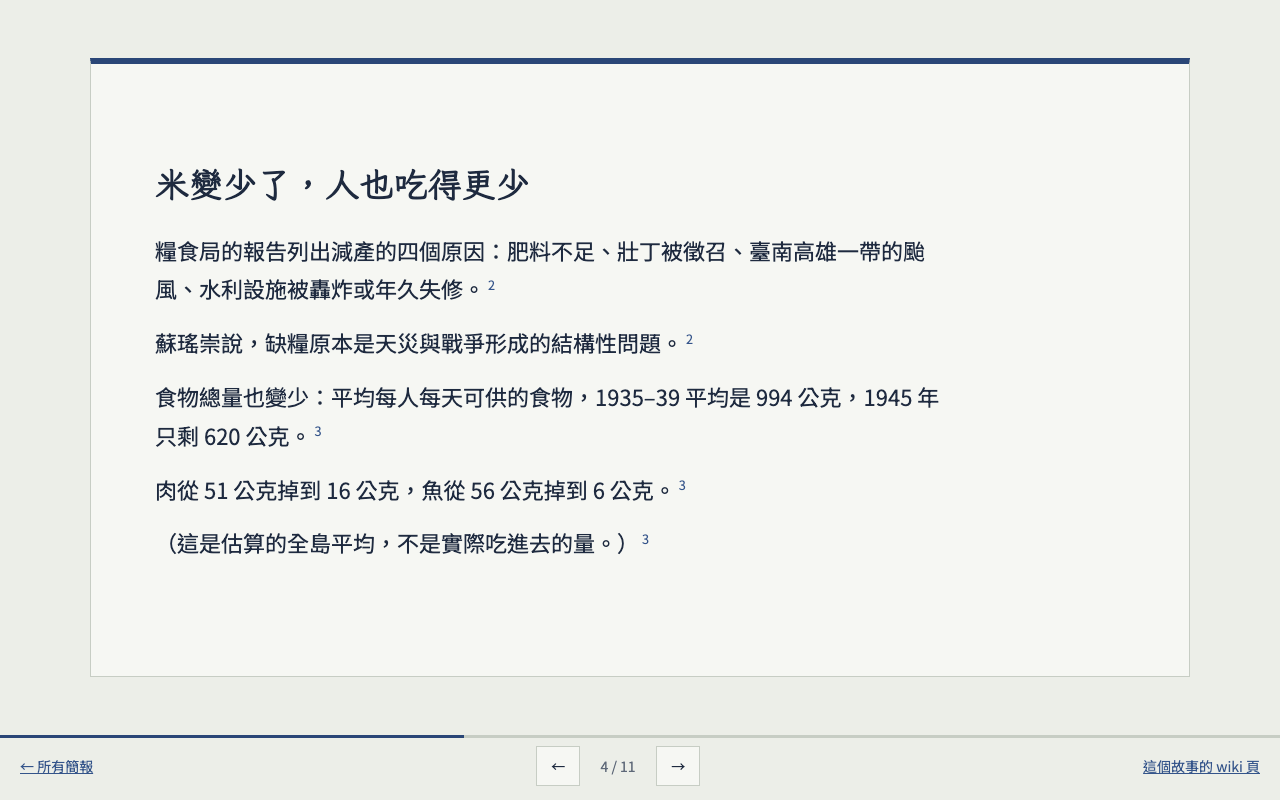 米變少了，人也吃得更少
糧食局的報告列出減產的四個原因：肥料不足、壯丁被徵召、臺南高雄一帶的颱
風、水利設施被轟炸或年久失修。2
蘇瑤崇說，缺糧原本是天災與戰爭形成的結構性問題。2
食物總量也變少：平均每人每天可供的食物，1935–39 平均是 994 公克，1945 年
只剩 620 公克。3
肉從 51 公克掉到 16 公克，魚從 56 公克掉到 6 公克。3
（這是估算的全島平均，不是實際吃進去的量。）3
← 所有簡報
←
4 / 11
→
這個故事的 wiki 頁